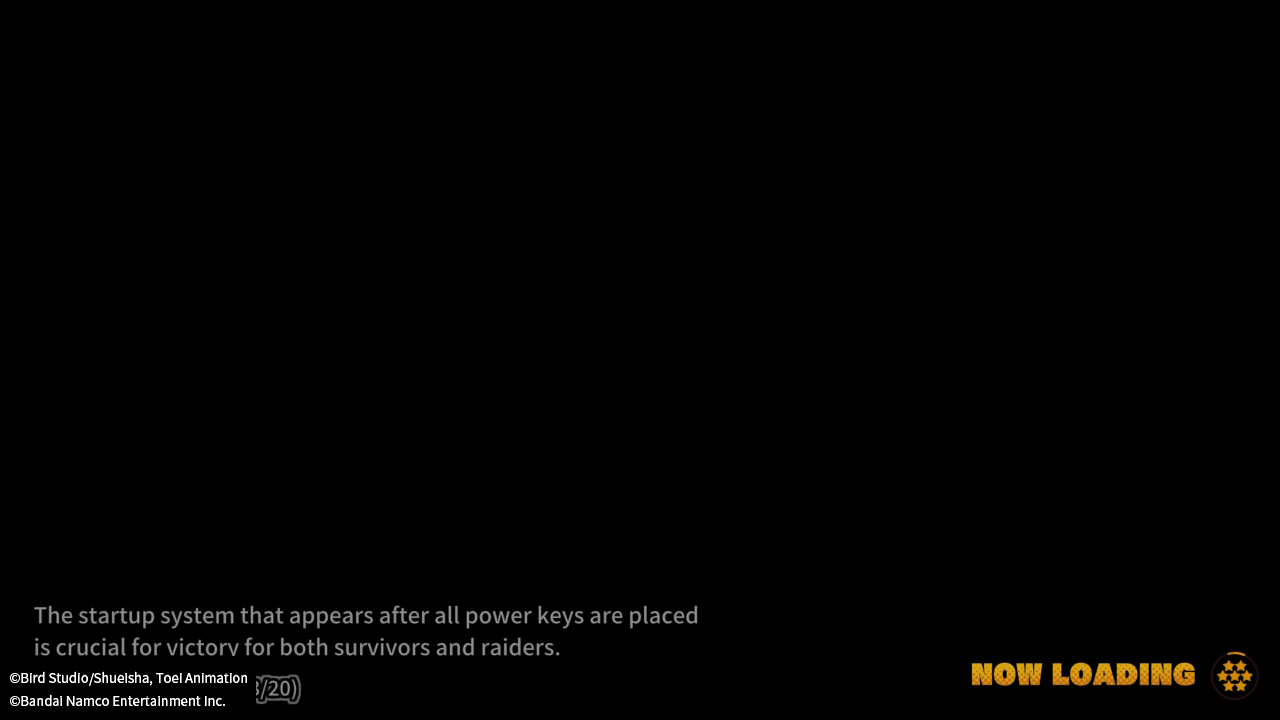 The startup system that appears after all power keys are placed
is crucial for victory for both survivors and raiders.
©Bird Studio/Shueisha, Toei Animation
/20)
©Bandai Namco Entertainment Inc.
NOW LOADING